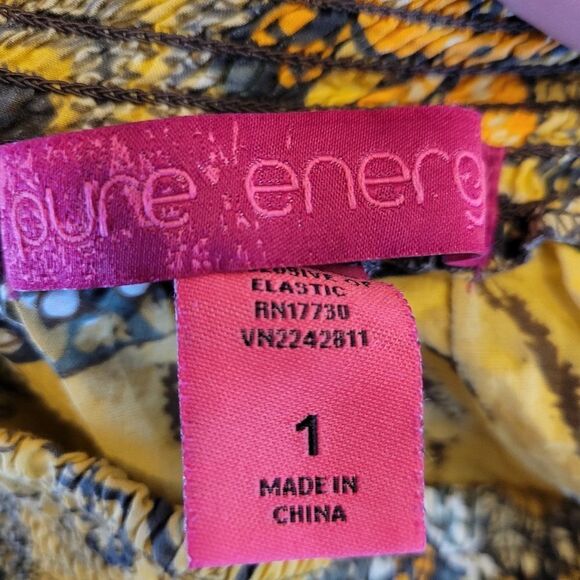 pure energ
ELASTIC
RN17730
VN2242811
1
MADE IN
CHINA